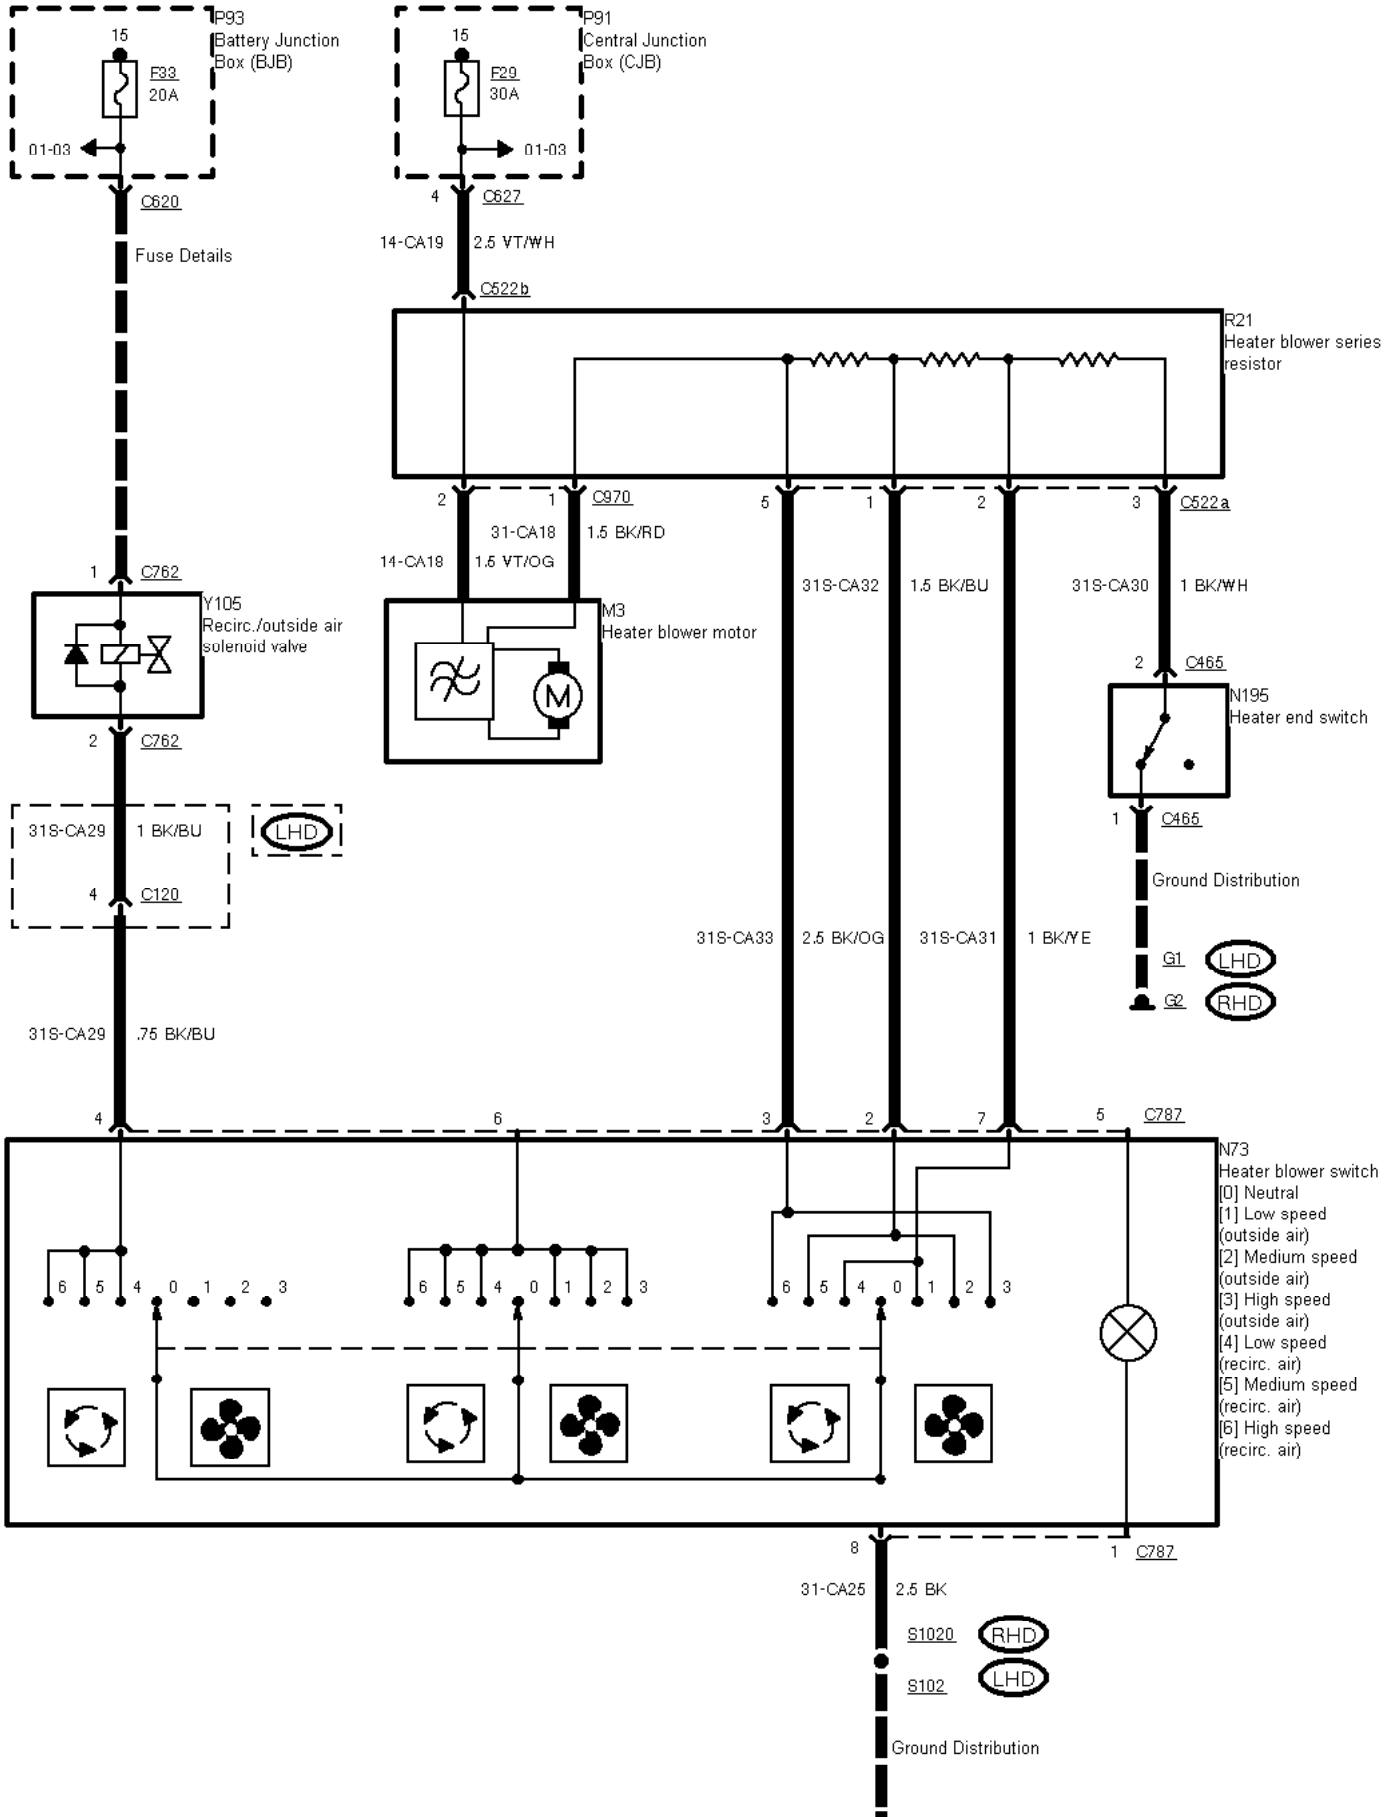 P93
Battery Junction
Box (BJB)
15
F33
20A
01-03
C620
Fuse Details
P91
Central Junction
Box (CJB)
15
F29
30A
01-03
4 C627
14-CA19 2.5 VT/WH
C522b
R21
Heater blower series
resistor
2 1 C970 5 1 2 3 C522a
31-CA18 1.5 BK/RD
14-CA18 1.5 VT/OG
31S-CA32 1.5 BK/BU 31S-CA30 1 BK/WH
1 C762
Y105
Recirc./outside air
solenoid valve
M3
Heater blower motor
M
2 C465
N195
Heater end switch
2 C762
1 C465
31S-CA29 1 BK/BU
LHD
4 C120
Ground Distribution
31S-CA33 2.5 BK/OG 31S-CA31 1 BK/YE
G1 LHD
G2 RHD
31S-CA29 .75 BK/BU
4 6 3 2 7 5 C787
N73
Heater blower switch
[0] Neutral
[1] Low speed
(outside air)
[2] Medium speed
(outside air)
[3] High speed
(outside air)
[4] Low speed
(recirc. air)
[5] Medium speed
(recirc. air)
[6] High speed
(recirc. air)
6 5 4 0 1 2 3
6 5 4 0 1 2 3
6 5 4 0 1 2 3
8 1 C787
31-CA25 2.5 BK
S1020 RHD
S102 LHD
Ground Distribution